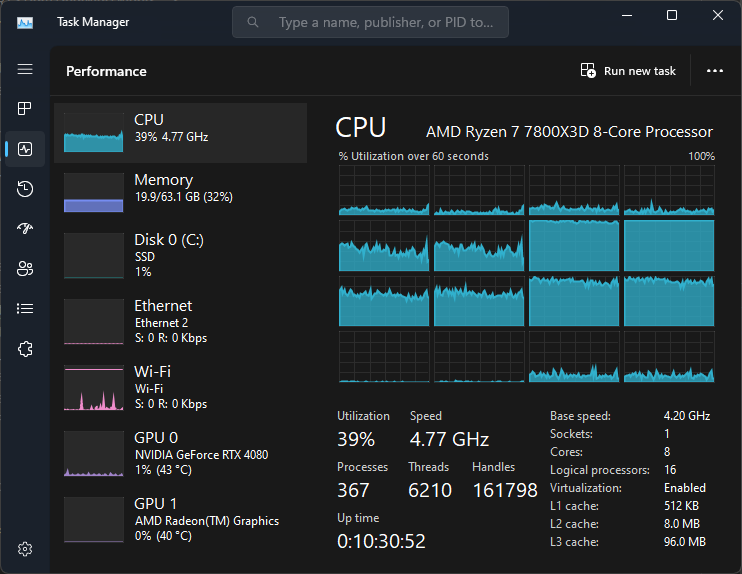 Task Manager
Type a name, publisher, or PID to...
Performance
Run new task
CPU
39% 4.77 GHz
Memory
19.9/63.1 GB (32%)
Disk 0 (C:)
SSD
1%
Ethernet
Ethernet 2
S: 0 R: 0 Kbps
Wi-Fi
Wi-Fi
S: 0 R: 0 Kbps
GPU 0
NVIDIA GeForce RTX 4080
1% (43 °C)
GPU 1
AMD Radeon(TM) Graphics
0% (40 °C)
CPU
AMD Ryzen 7 7800X3D 8-Core Processor
% Utilization over 60 seconds
100%
Utilization Speed
39% 4.77 GHz
Processes Threads Handles
367 6210 161798
Up time
0:10:30:52
Base speed: 4.20 GHz
Sockets: 1
Cores: 8
Logical processors: 16
Virtualization: Enabled
L1 cache: 512 KB
L2 cache: 8.0 MB
L3 cache: 96.0 MB